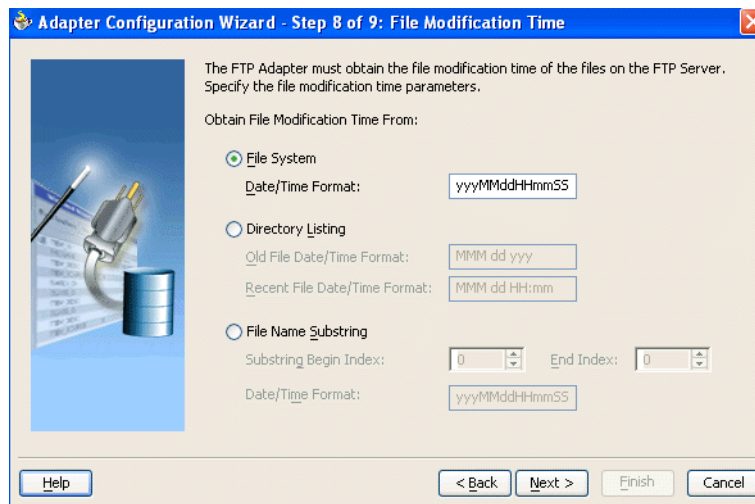 Adapter Configuration Wizard - Step 8 of 9: File Modification Time
The FTP Adapter must obtain the file modification time of the files on the FTP Server.
Specify the file modification time parameters.
Obtain File Modification Time From:
File System
Date/Time Format: yyyMMddHHmmSS
Directory Listing
Old File Date/Time Format: MMM dd yyy
Recent File Date/Time Format: MMM dd HH:mm
File Name Substring
Substring Begin Index: 0 End Index: 0
Date/Time Format: yyyMMddHHmmSS
Help < Back Next > Finish Cancel